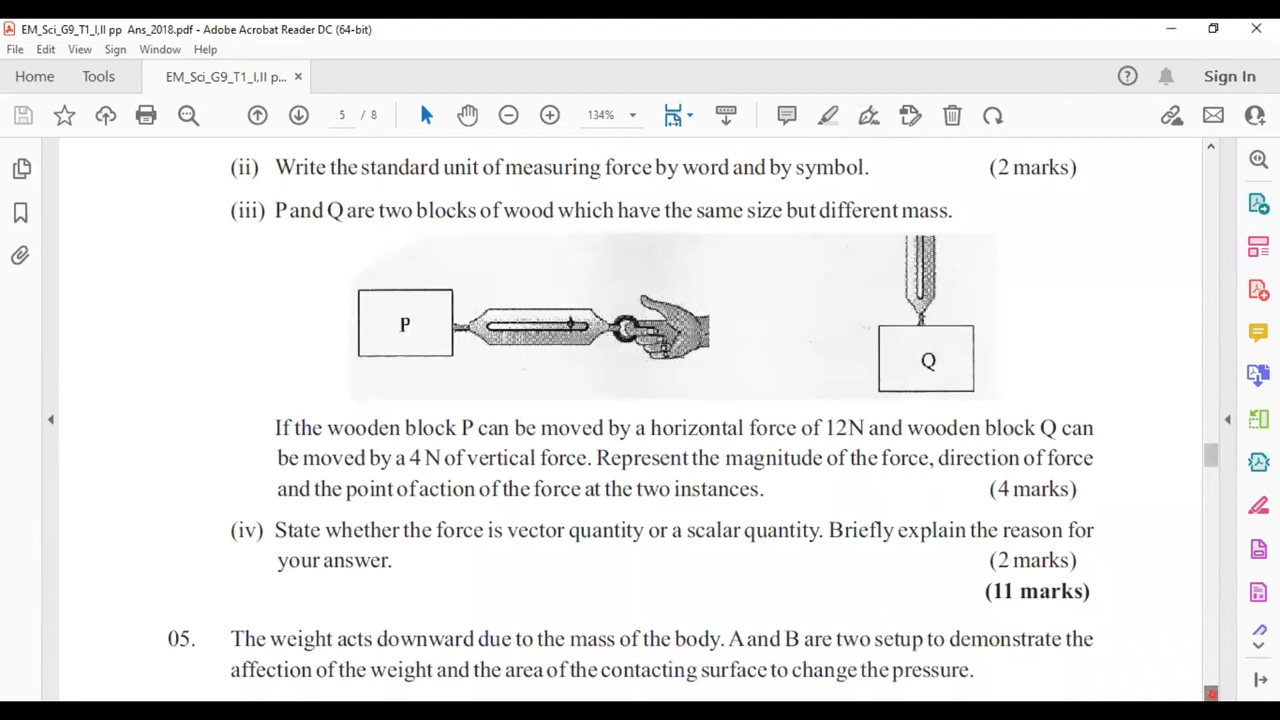 EM_Sci_G9_T1_I,II pp  Ans_2018.pdf - Adobe Acrobat Reader DC (64-bit)
File Edit View Sign Window Help
Home Tools EM_Sci_G9_T1_I,II p... × Sign In
5 / 8 134%
(ii) Write the standard unit of measuring force by word and by symbol. (2 marks)
(iii) P and Q are two blocks of wood which have the same size but different mass.
P
Q
If the wooden block P can be moved by a horizontal force of 12N and wooden block Q can
be moved by a 4 N of vertical force. Represent the magnitude of the force, direction of force
and the point of action of the force at the two instances. (4 marks)
(iv) State whether the force is vector quantity or a scalar quantity. Briefly explain the reason for
your answer. (2 marks)
(11 marks)
05. The weight acts downward due to the mass of the body. A and B are two setup to demonstrate the
affection of the weight and the area of the contacting surface to change the pressure.